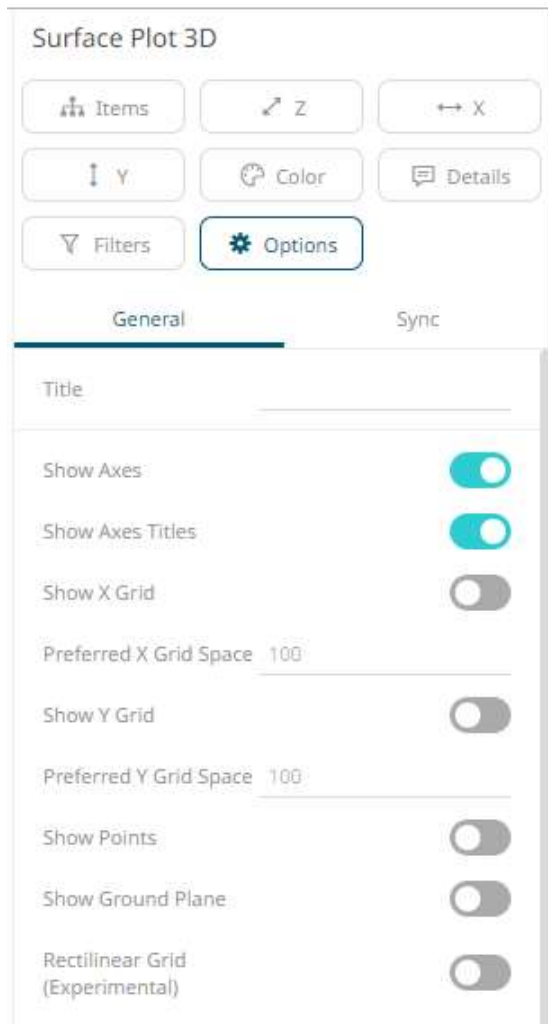 Surface Plot 3D
Items
Z
X
Y
Color
Details
Filters
Options
General
Sync
Title
Show Axes
Show Axes Titles
Show X Grid
Preferred X Grid Space 100
Show Y Grid
Preferred Y Grid Space 100
Show Points
Show Ground Plane
Rectilinear Grid
(Experimental)